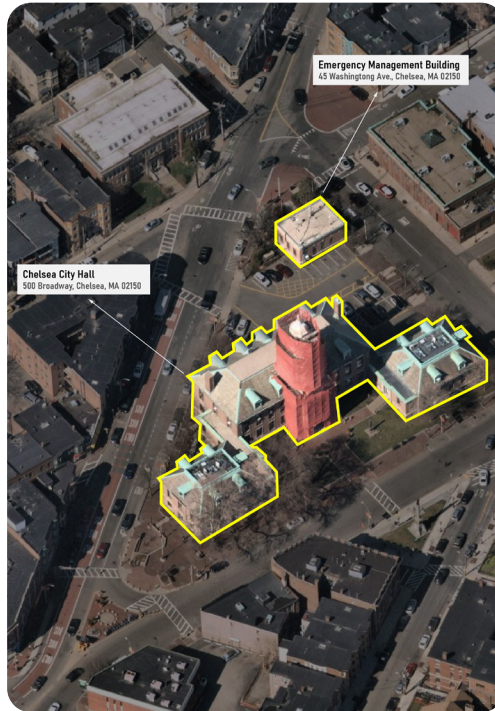 Emergency Management Building
45 Washingtong Ave., Chelsea, MA 02150
Chelsea City Hall
500 Broadway, Chelsea, MA 02150